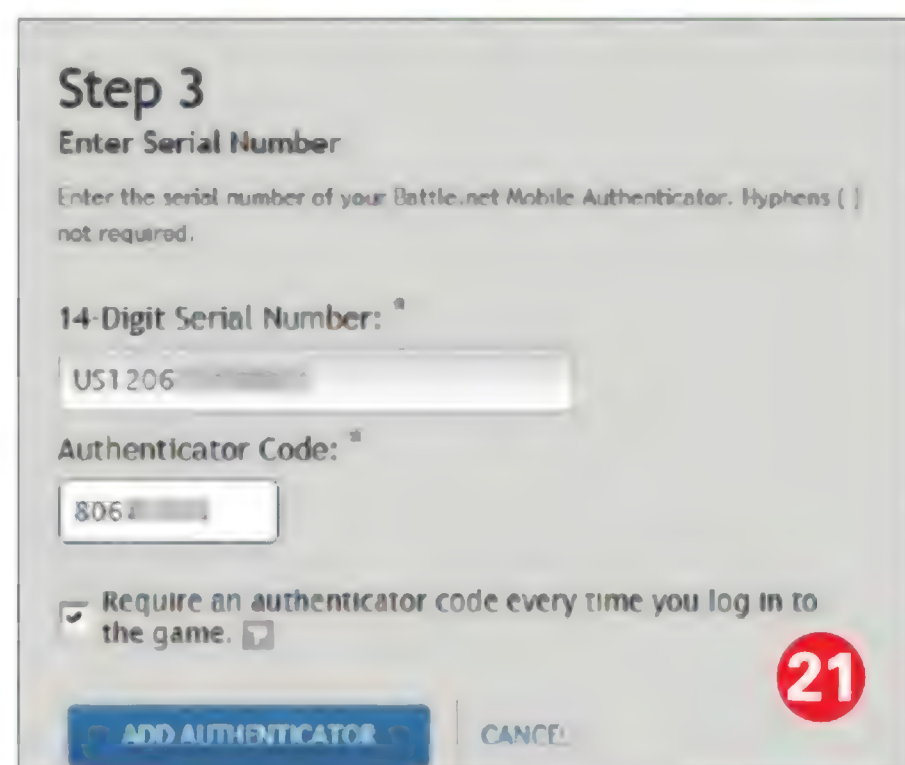 Step 3
Enter Serial Number
Enter the serial number of your Battle.net Mobile Authenticator. Hyphens ( )
not required.
14-Digit Serial Number: *
US1206
Authenticator Code: *
806
Require an authenticator code every time you log in to
the game.
21
ADD AUTHENTICATOR
CANCEL